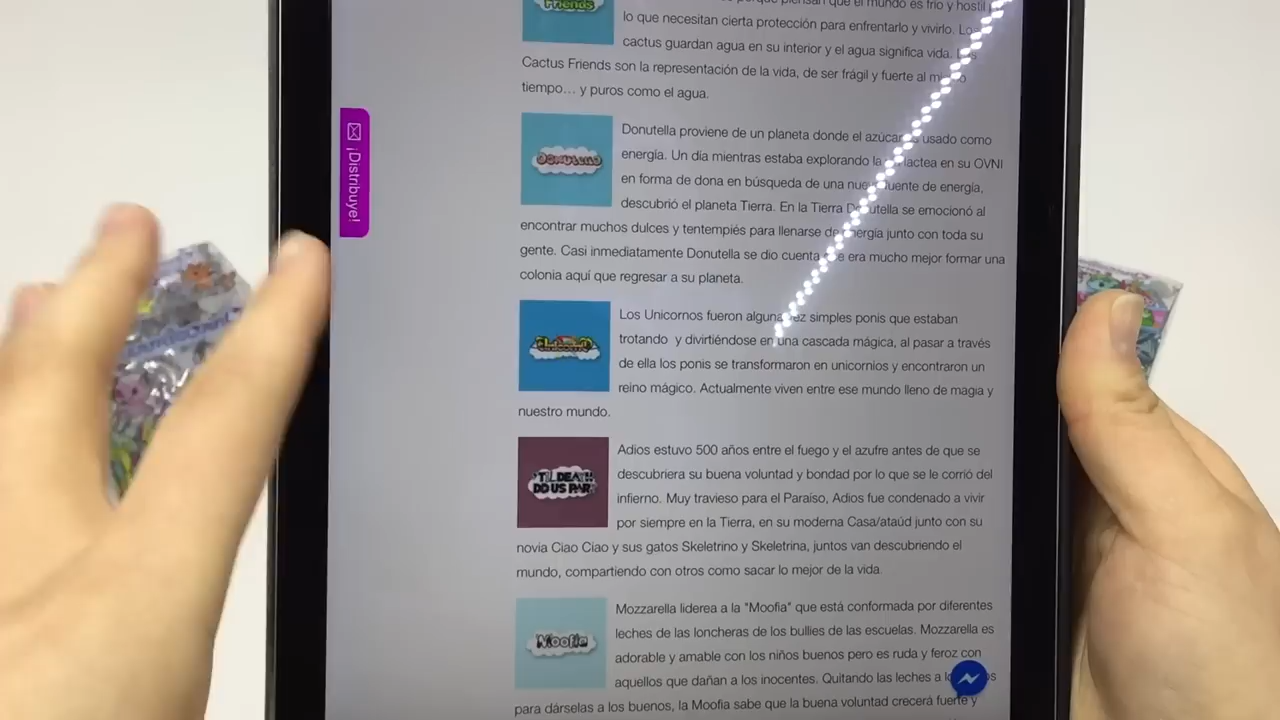 Friends
porque piensan que el mundo es frío y hostil
lo que necesitan cierta protección para enfrentarlo y vivirlo. Los
cactus guardan agua en su interior y el agua significa vida.
Cactus Friends son la representación de la vida, de ser frágil y fuerte al
tiempo… y puros como el agua.
¡Distribuye!
DONUTELLA
Donutella proviene de un planeta donde el azúcar es usado como
energía. Un día mientras estaba explorando la lactea en su OVNI
en forma de dona en búsqueda de una nueva fuente de energía,
descubrió el planeta Tierra. En la Tierra Donutella se emocionó al
encontrar muchos dulces y tentempiés para llenarse de energía junto con toda su
gente. Casi inmediatamente Donutella se dio cuenta que era mucho mejor formar una
colonia aquí que regresar a su planeta.
Los Unicornos fueron alguna vez simples ponis que estaban
trotando y divirtiéndose en una cascada mágica, al pasar a través
de ella los ponis se transformaron en unicornios y encontraron un
reino mágico. Actualmente viven entre ese mundo lleno de magia y
nuestro mundo.
'TIL DEATH
DO US PART
Adios estuvo 500 años entre el fuego y el azufre antes de que se
descubriera su buena voluntad y bondad por lo que se le corrió del
infierno. Muy travieso para el Paraíso, Adios fue condenado a vivir
por siempre en la Tierra, en su moderna Casa/ataúd junto con su
novia Ciao Ciao y sus gatos Skeletrino y Skeletrina, juntos van descubriendo el
mundo, compartiendo con otros como sacar lo mejor de la vida.
Moofia
Mozzarella liderea a la "Moofia" que está conformada por diferentes
leches de las loncheras de los bullies de las escuelas. Mozzarella es
adorable y amable con los niños buenos pero es ruda y feroz con
aquellos que dañan a los inocentes. Quitando las leches a
para dárselas a los buenos, la Moofia sabe que la buena voluntad crecerá fuerte y